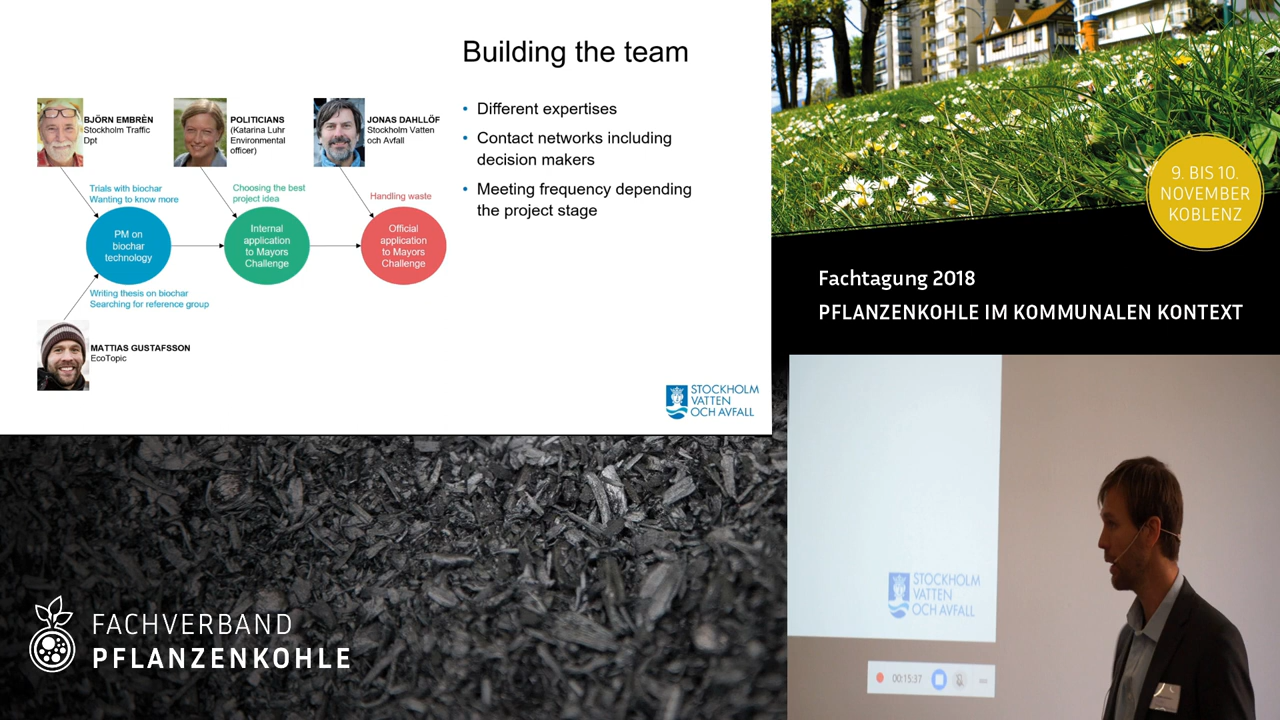 Building the team
BJÖRN EMBRÈN
Stockholm Traffic
Dpt
POLITICIANS
(Katarina Luhr
Environmental
officer)
JONAS DAHLLÖF
Stockholm Vatten
och Avfall
• Different expertises
• Contact networks including
decision makers
• Meeting frequency depending
the project stage
Trials with biochar
Wanting to know more
Choosing the best
project idea
Handling waste
PM on
biochar
technology
Internal
application
to Mayors
Challenge
Official
application
to Mayors
Challenge
Writing thesis on biochar
Searching for reference group
MATTIAS GUSTAFSSON
EcoTopic
STOCKHOLM
VATTEN
OCH AVFALL
9. BIS 10.
NOVEMBER
KOBLENZ
Fachtagung 2018
PFLANZENKOHLE IM KOMMUNALEN KONTEXT
STOCKHOLM
VATTEN
OCH AVFALL
00:15:37
FACHVERBAND
PFLANZENKOHLE